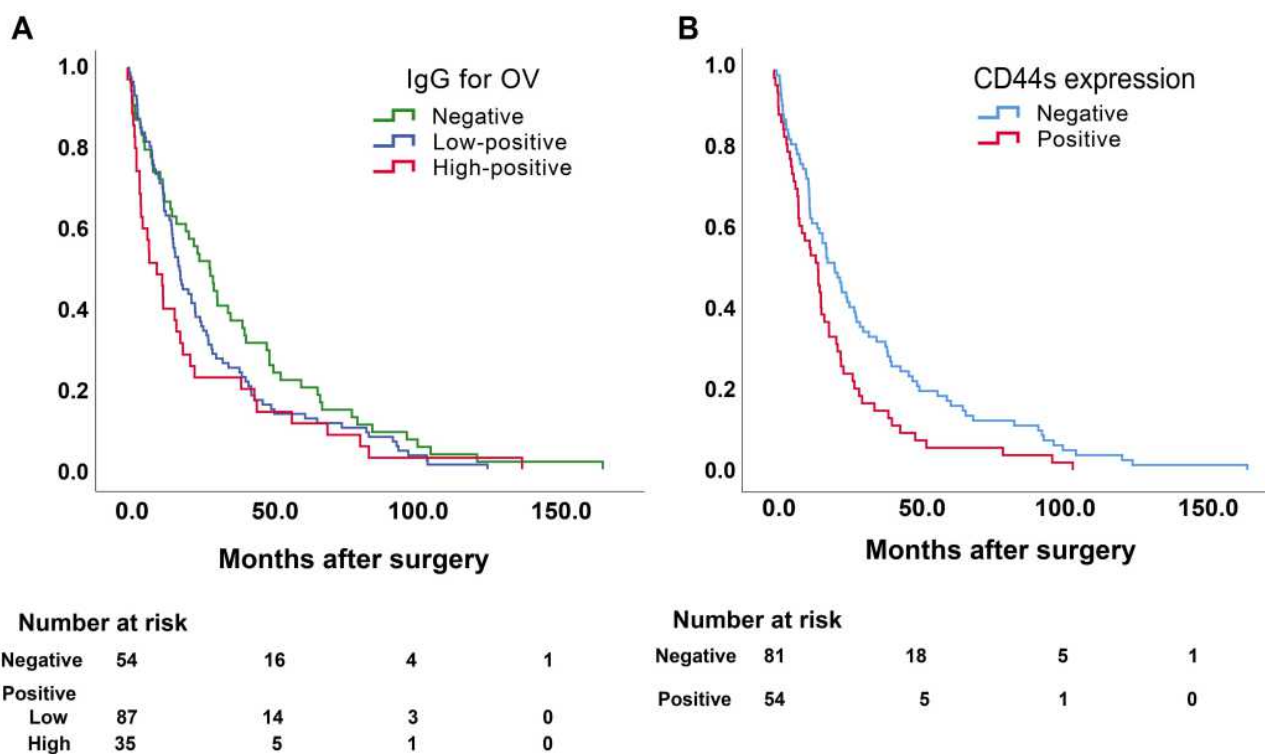 A
IgG for OV
Negative
Low-positive
High-positive
1.0
0.8
0.6
0.4
0.2
0.0
0.0 50.0 100.0 150.0
Months after surgery
Number at risk
Negative 54 16 4 1
Positive
Low 87 14 3 0
High 35 5 1 0
B
CD44s expression
Negative
Positive
1.0
0.8
0.6
0.4
0.2
0.0
0.0 50.0 100.0 150.0
Months after surgery
Number at risk
Negative 81 18 5 1
Positive 54 5 1 0